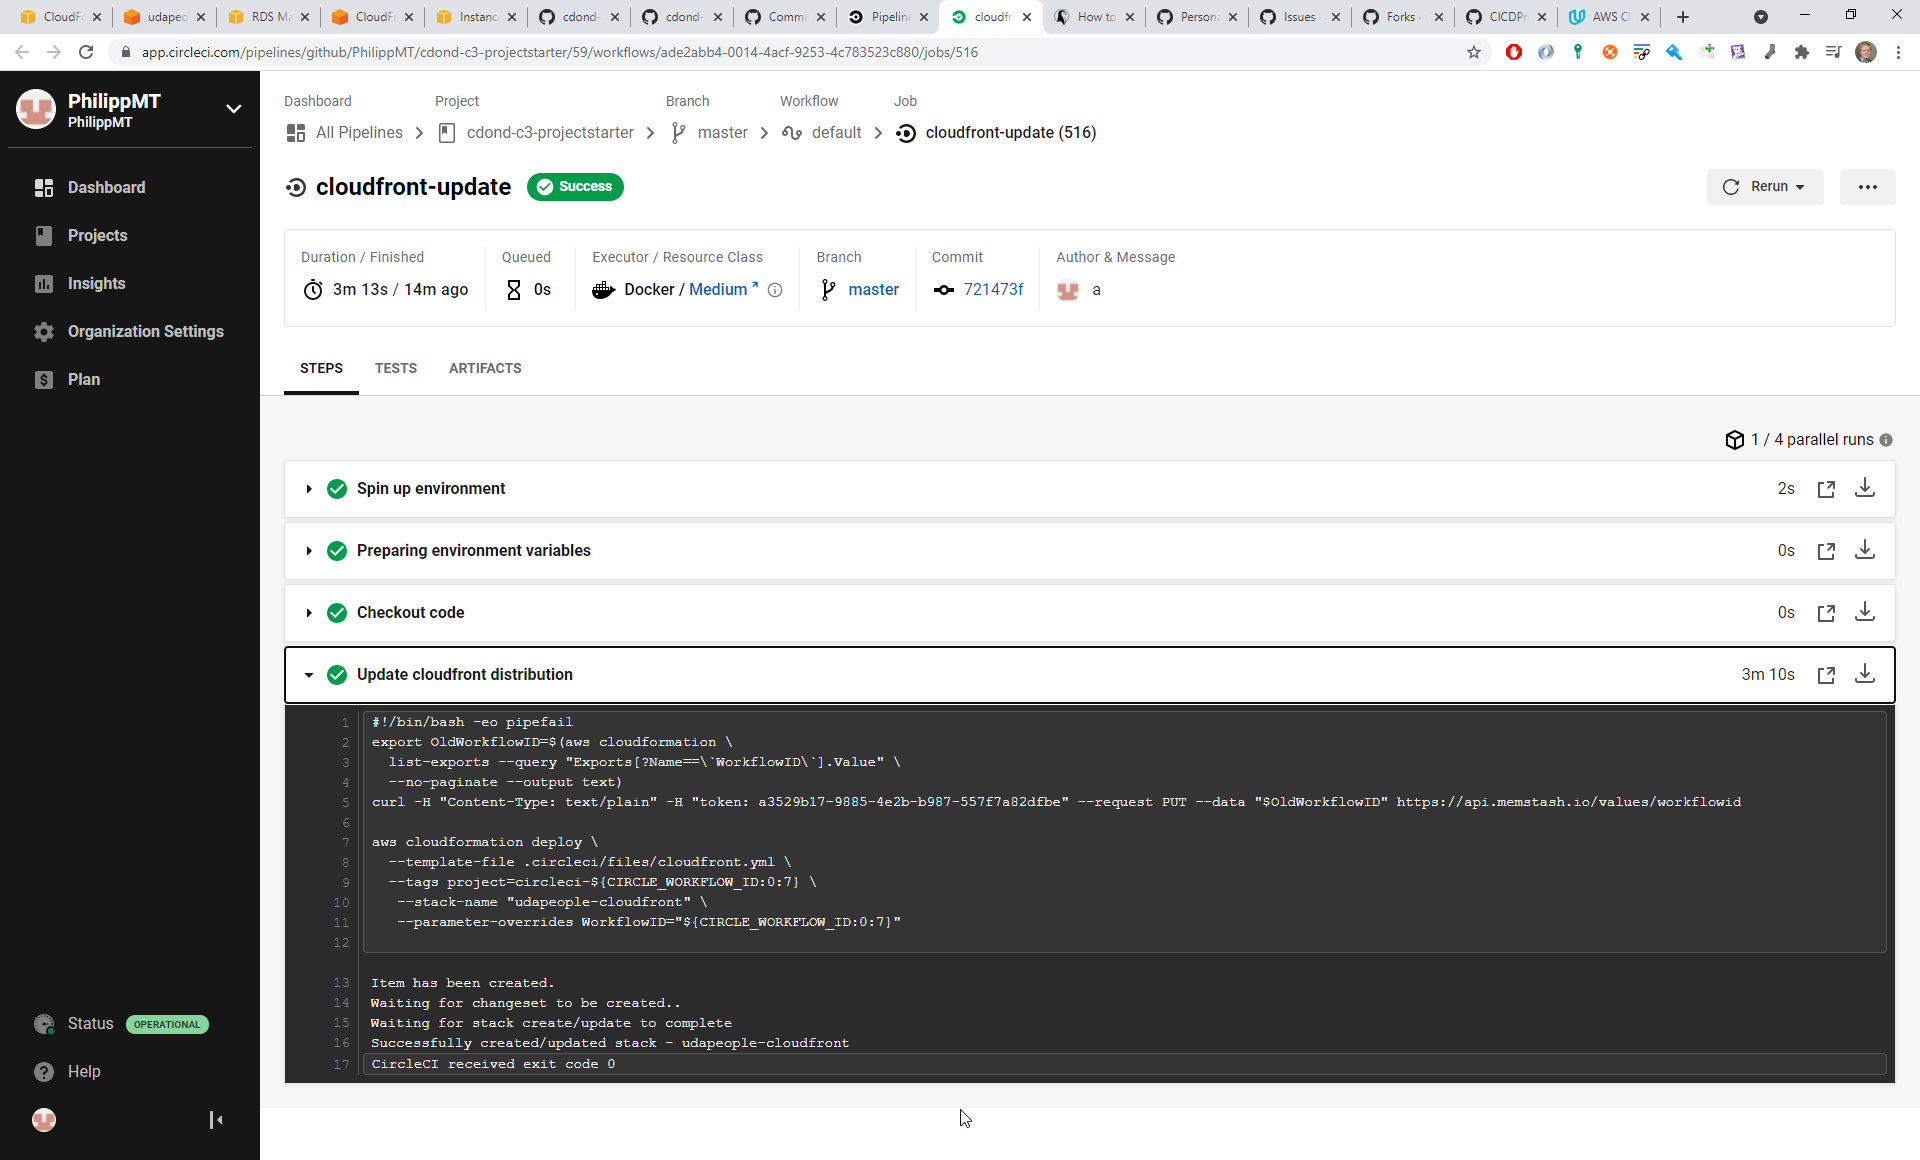 CloudF
udapeo
RDS Ma
CloudFr
Instanc
cdond-
cdond-
Commi
Pipeline
cloudfr
How to
Persona
Issues ·
Forks ·
CICDPr
AWS Cl
app.circleci.com/pipelines/github/PhilippMT/cdond-c3-projectstarter/59/workflows/ade2abb4-0014-4acf-9253-4c783523c880/jobs/516
PhilippMT
PhilippMT
Dashboard
Projects
Insights
Organization Settings
Plan
Status OPERATIONAL
Help
Dashboard Project Branch Workflow Job
All Pipelines cdond-c3-projectstarter master default cloudfront-update (516)
cloudfront-update Success
Rerun
Duration / Finished
3m 13s / 14m ago
Queued
0s
Executor / Resource Class
Docker / Medium
Branch
master
Commit
721473f
Author & Message
a
STEPS TESTS ARTIFACTS
1 / 4 parallel runs
Spin up environment 2s
Preparing environment variables 0s
Checkout code 0s
Update cloudfront distribution 3m 10s
1 #!/bin/bash -eo pipefail
2 export OldWorkflowID=$(aws cloudformation \
3 list-exports --query "Exports[?Name==\`WorkflowID\`].Value" \
4 --no-paginate --output text)
5 curl -H "Content-Type: text/plain" -H "token: a3529b17-9885-4e2b-b987-557f7a82dfbe" --request PUT --data "$OldWorkflowID" https://api.memstash.io/values/workflowid
6
7 aws cloudformation deploy \
8 --template-file .circleci/files/cloudfront.yml \
9 --tags project=circleci-${CIRCLE_WORKFLOW_ID:0:7} \
10 --stack-name "udapeople-cloudfront" \
11 --parameter-overrides WorkflowID="${CIRCLE_WORKFLOW_ID:0:7}"
12
13 Item has been created.
14 Waiting for changeset to be created..
15 Waiting for stack create/update to complete
16 Successfully created/updated stack - udapeople-cloudfront
17 CircleCI received exit code 0